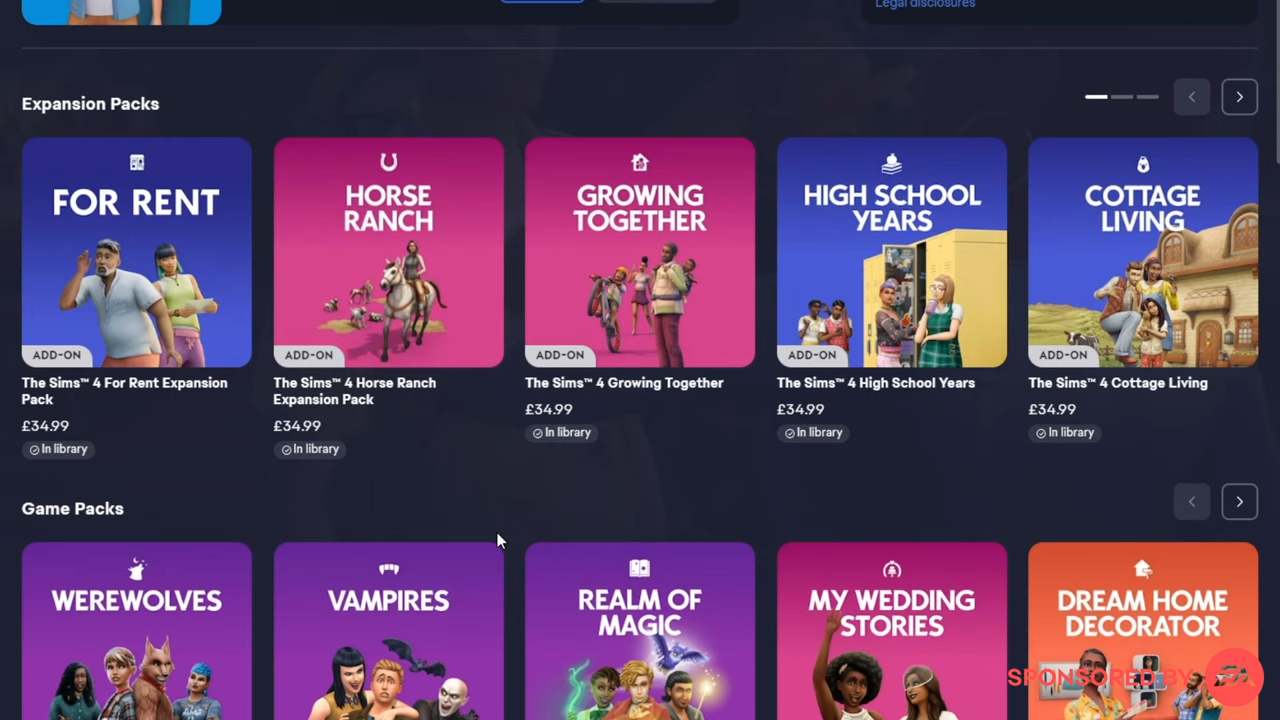 Legal disclosures
Expansion Packs
FOR RENT
HORSE
RANCH
GROWING
TOGETHER
HIGH SCHOOL
YEARS
COTTAGE
LIVING
ADD-ON
ADD-ON
ADD-ON
ADD-ON
ADD-ON
The Sims™ 4 For Rent Expansion
Pack
£34.99
In library
The Sims™ 4 Horse Ranch
Expansion Pack
£34.99
In library
The Sims™ 4 Growing Together
£34.99
In library
The Sims™ 4 High School Years
£34.99
In library
The Sims™ 4 Cottage Living
£34.99
In library
Game Packs
WEREWOLVES
VAMPIRES
REALM OF
MAGIC
MY WEDDING
STORIES
DREAM HOME
DECORATOR
SPONSORED BY EA